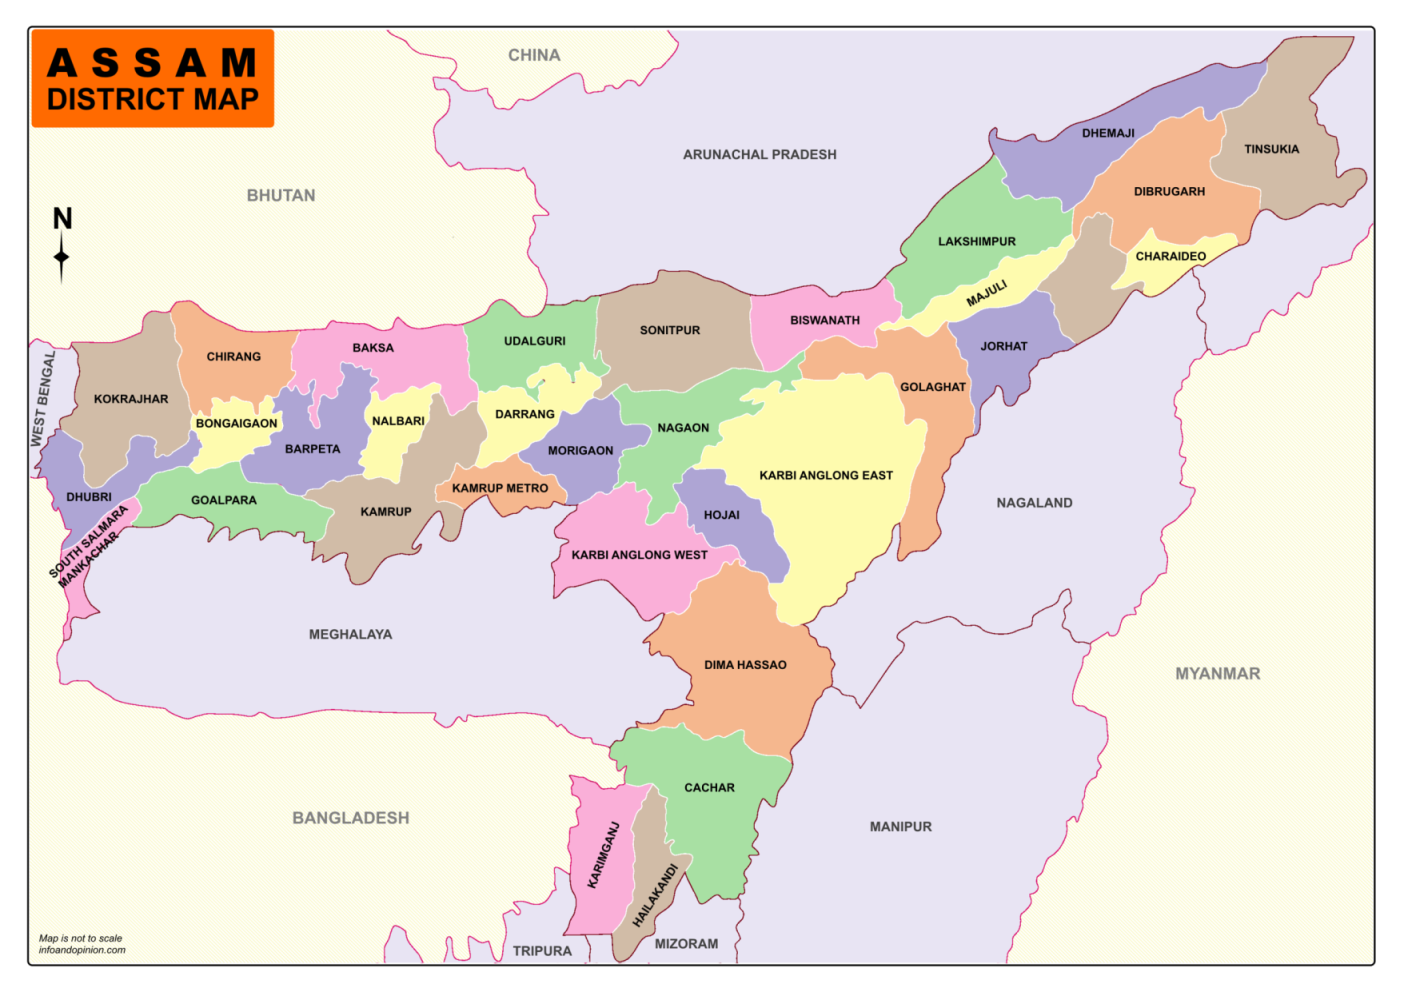 ASSAM
DISTRICT MAP
CHINA
ARUNACHAL PRADESH
BHUTAN
N
DHEMAJI
TINSUKIA
DIBRUGARH
LAKSHIMPUR
CHARAIDEO
MAJULI
BISWANATH
SONITPUR
UDALGURI
BAKSA
CHIRANG
JORHAT
WEST BENGAL
KOKRAJHAR
GOLAGHAT
BONGAIGAON
NALBARI
DARRANG
NAGAON
BARPETA
MORIGAON
KARBI ANGLONG EAST
DHUBRI
GOALPARA
KAMRUP METRO
KAMRUP
HOJAI
NAGALAND
SOUTH SALMARA
MANKACHAR
KARBI ANGLONG WEST
MEGHALAYA
DIMA HASSAO
MYANMAR
CACHAR
BANGLADESH
MANIPUR
KARIMGANJ
HAILAKANDI
TRIPURA
MIZORAM
Map is not to scale
infoandopinion.com